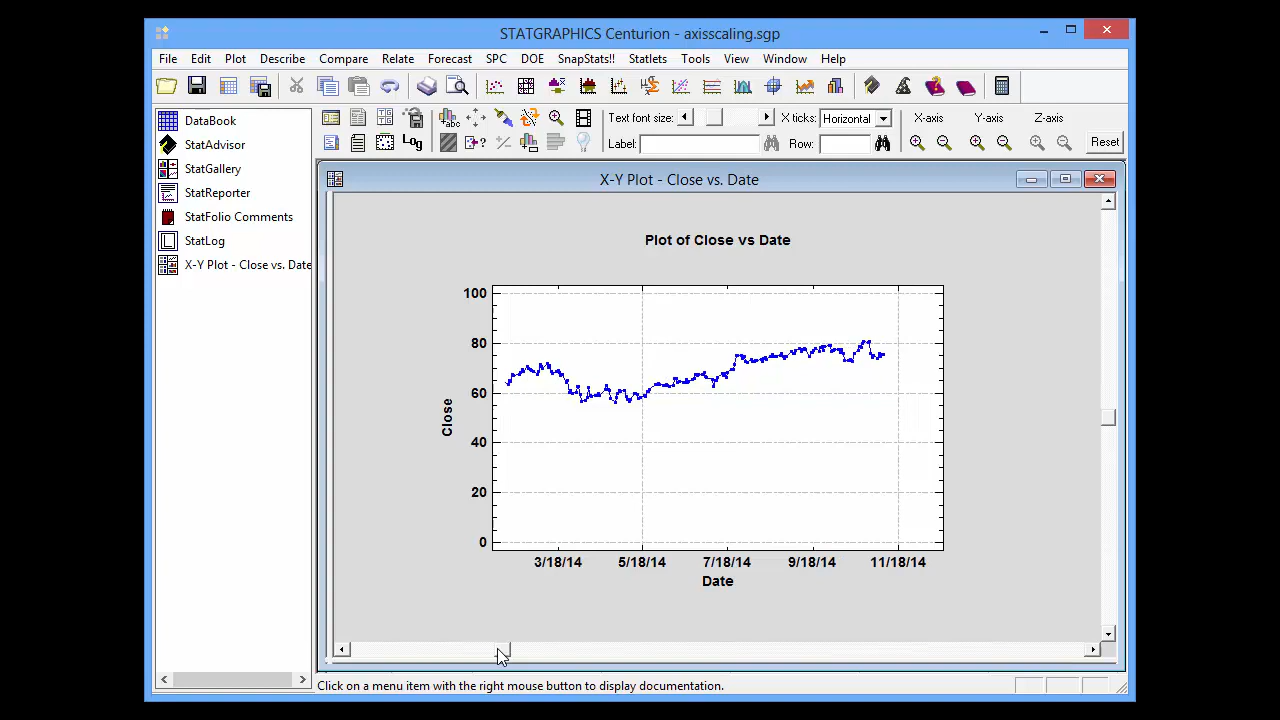 STATGRAPHICS Centurion - axisscaling.sgp
File Edit Plot Describe Compare Relate Forecast SPC DOE SnapStats!! Statlets Tools View Window Help
DataBook
StatAdvisor
StatGallery
StatReporter
StatFolio Comments
StatLog
X-Y Plot - Close vs. Date
Text font size: X ticks: Horizontal X-axis Y-axis Z-axis
Log Label: Row: Reset
X-Y Plot - Close vs. Date
Plot of Close vs Date
100
80
60
40
20
0
Close
3/18/14 5/18/14 7/18/14 9/18/14 11/18/14
Date
Click on a menu item with the right mouse button to display documentation.